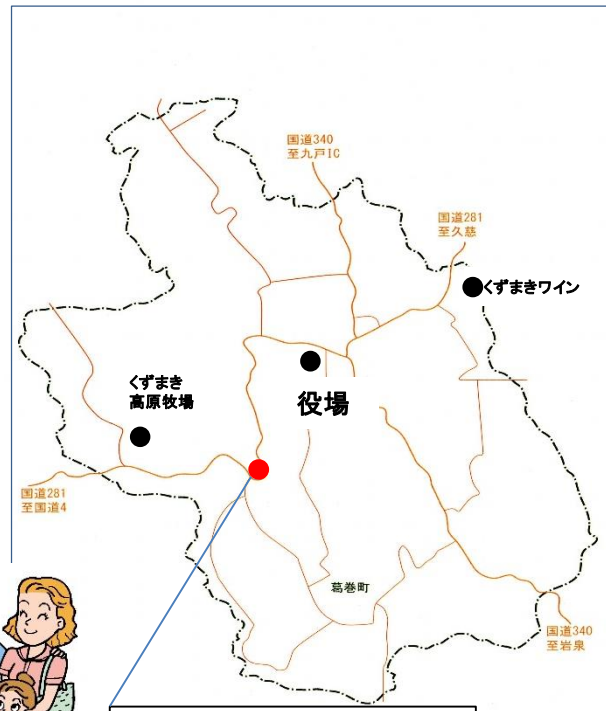 国道340
至九戸IC
国道281
至久慈
くずまきワイン
くずまき
高原牧場
役場
国道281
至国道4
葛巻町
国道340
至岩泉